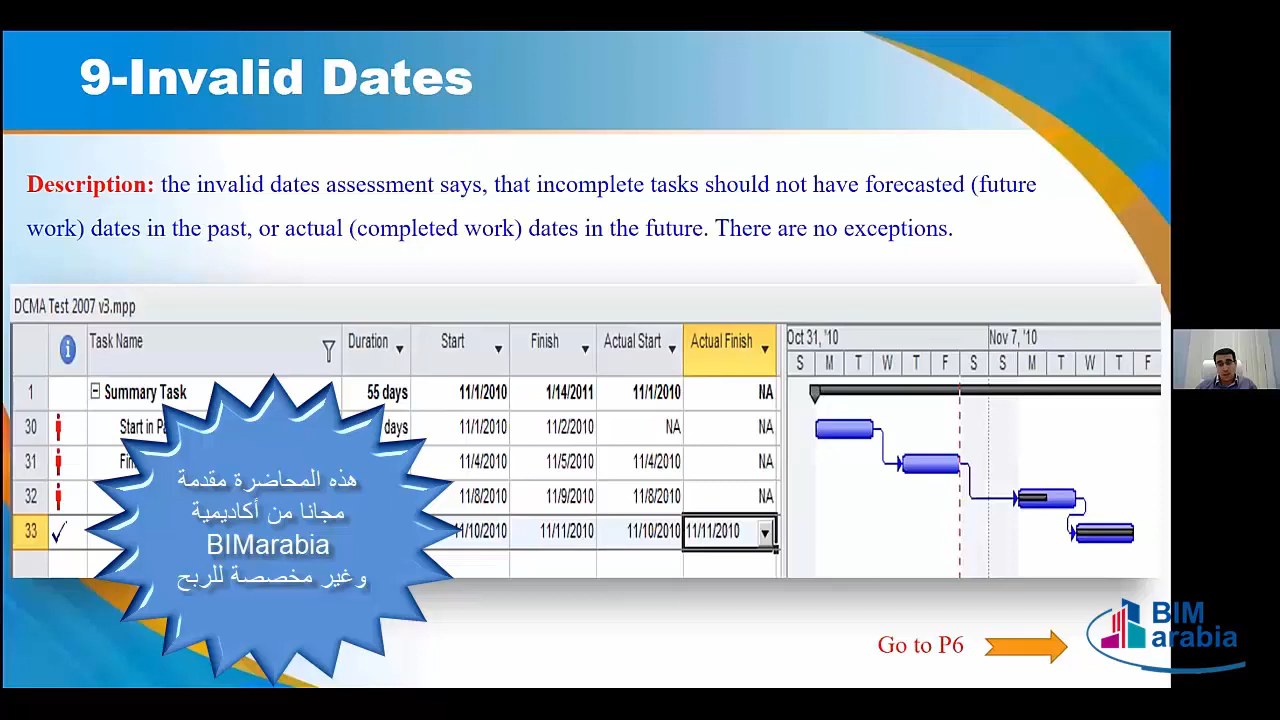 9-Invalid Dates
Description: the invalid dates assessment says, that incomplete tasks should not have forecasted (future
work) dates in the past, or actual (completed work) dates in the future. There are no exceptions.
DCMA Test 2007 v3.mpp
Task Name Duration Start Finish Actual Start Actual Finish Oct 31, '10 Nov 7, '10
S M T W T F S S M T W T F
1 Summary Task 55 days 11/1/2010 1/14/2011 11/1/2010 NA
30 Start in Pa days 11/1/2010 11/2/2010 NA NA
31 Fin 11/4/2010 11/5/2010 11/4/2010 NA
32 11/8/2010 11/9/2010 11/8/2010 NA
33 11/10/2010 11/11/2010 11/10/2010 11/11/2010
هذه المحاضرة مقدمة
مجانا من أكاديمية
BIMarabia
وغير مخصصة للربح
Go to P6
BIM
arabia